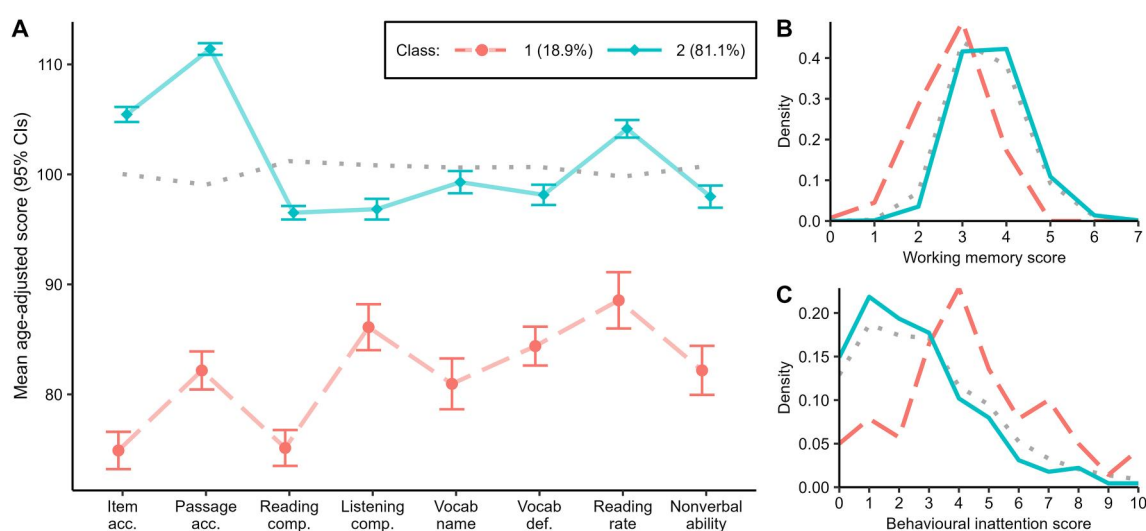 A
Mean age-adjusted score (95% CIs)
110
100
90
80
Class: 1 (18.9%) 2 (81.1%)
Item acc.
Passage acc.
Reading comp.
Listening comp.
Vocab name
Vocab def.
Reading rate
Nonverbal ability
B
Density
0.4
0.3
0.2
0.1
0.0
0 1 2 3 4 5 6 7
Working memory score
C
Density
0.20
0.15
0.10
0.05
0.00
0 1 2 3 4 5 6 7 8 9 10
Behavioural inattention score